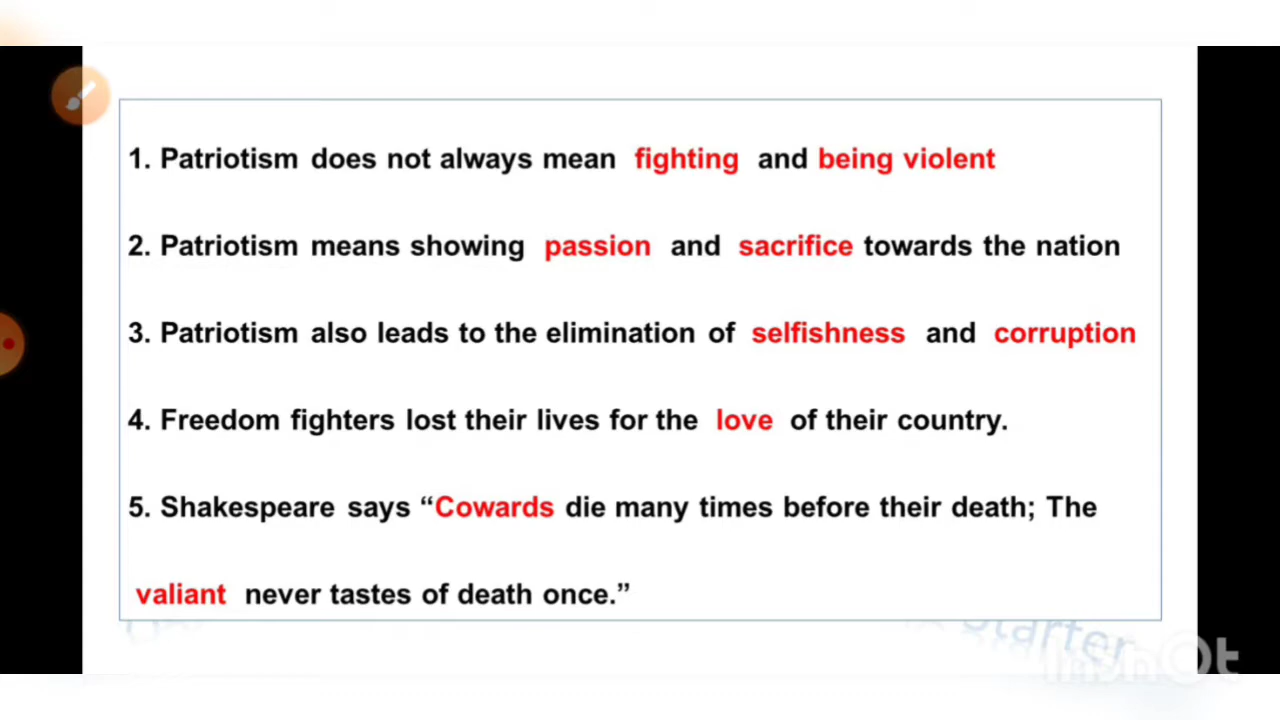 1. Patriotism does not always mean fighting and being violent
2. Patriotism means showing passion and sacrifice towards the nation
3. Patriotism also leads to the elimination of selfishness and corruption
4. Freedom fighters lost their lives for the love of their country.
5. Shakespeare says “Cowards die many times before their death; The
valiant never tastes of death once.”
Starter
InShOt